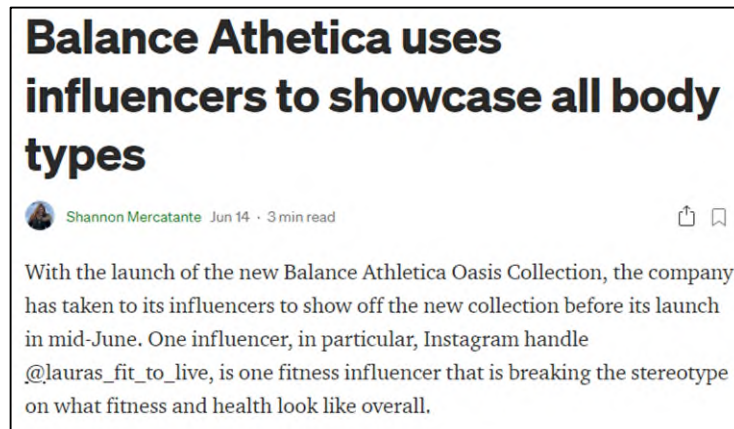 Balance Athetica uses
influencers to showcase all body
types
Shannon Mercatante Jun 14 · 3 min read
With the launch of the new Balance Athletica Oasis Collection, the company
has taken to its influencers to show off the new collection before its launch
in mid-June. One influencer, in particular, Instagram handle
@lauras_fit_to_live, is one fitness influencer that is breaking the stereotype
on what fitness and health look like overall.